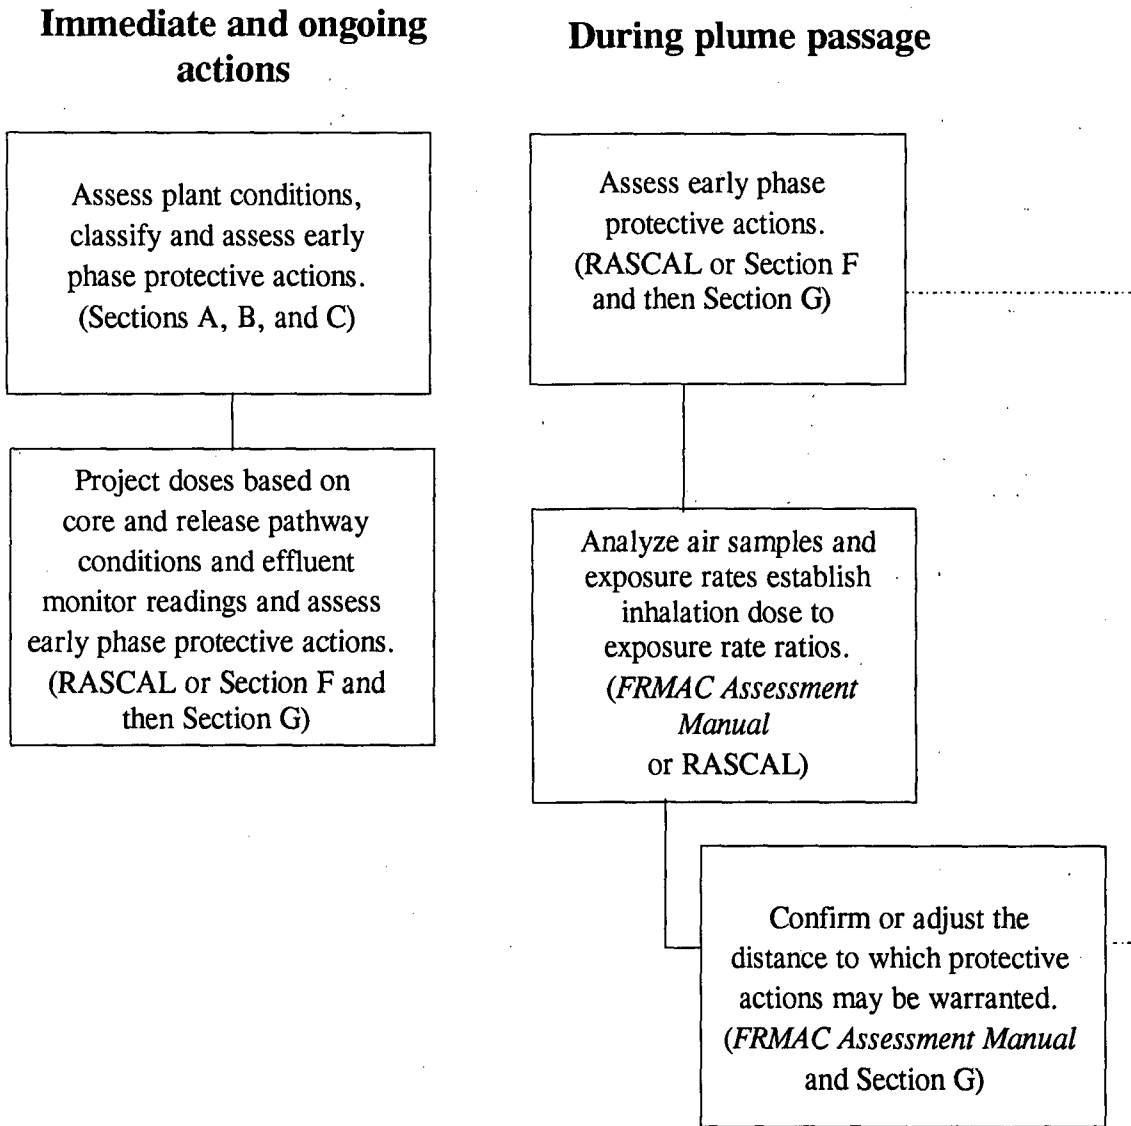 Immediate and ongoing
actions
Assess plant conditions,
classify and assess early
phase protective actions.
(Sections A, B, and C)
Project doses based on
core and release pathway
conditions and effluent
monitor readings and assess
early phase protective actions.
(RASCAL or Section F and
then Section G)
During plume passage
Assess early phase
protective actions.
(RASCAL or Section F
and then Section G)
Analyze air samples and
exposure rates establish
inhalation dose to
exposure rate ratios.
(FRMAC Assessment
Manual
or RASCAL)
Confirm or adjust the
distance to which protective
actions may be warranted.
(FRMAC Assessment Manual
and Section G)